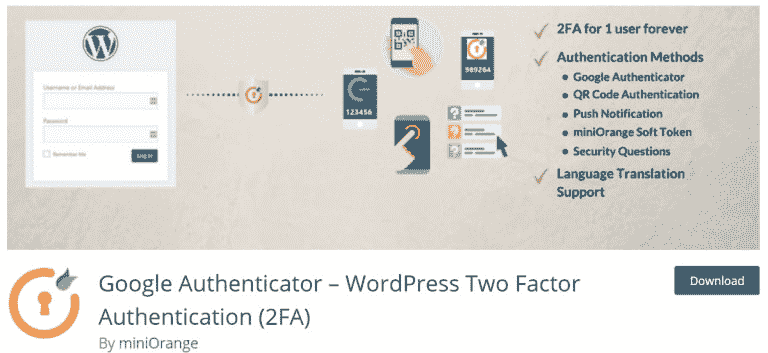 Username or Email Address
Password
Remember Me
Log In
123456
989264
2FA for 1 user forever
Authentication Methods
Google Authenticator
QR Code Authentication
Push Notification
miniOrange Soft Token
Security Questions
Language Translation
Support
Google Authenticator – WordPress Two Factor
Authentication (2FA)
By miniOrange
Download